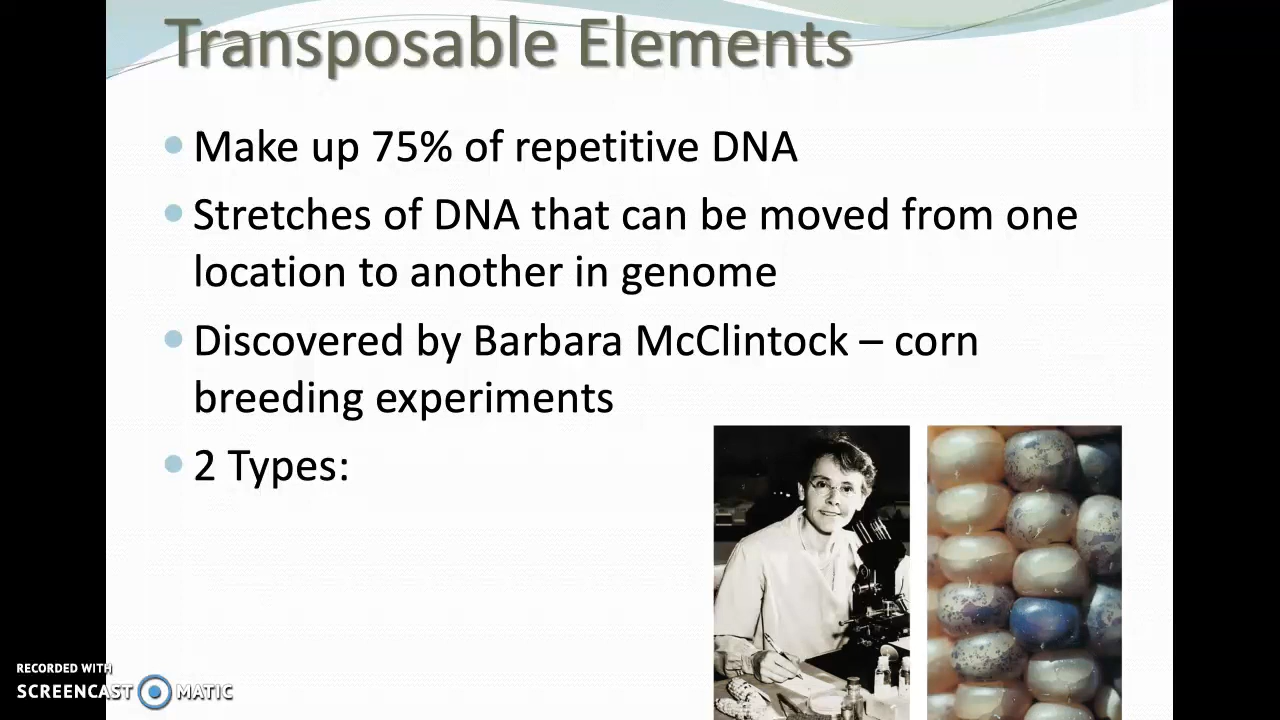 Transposable Elements
Make up 75% of repetitive DNA
Stretches of DNA that can be moved from one
location to another in genome
Discovered by Barbara McClintock – corn
breeding experiments
2 Types:
RECORDED WITH
SCREENCAST MATIC